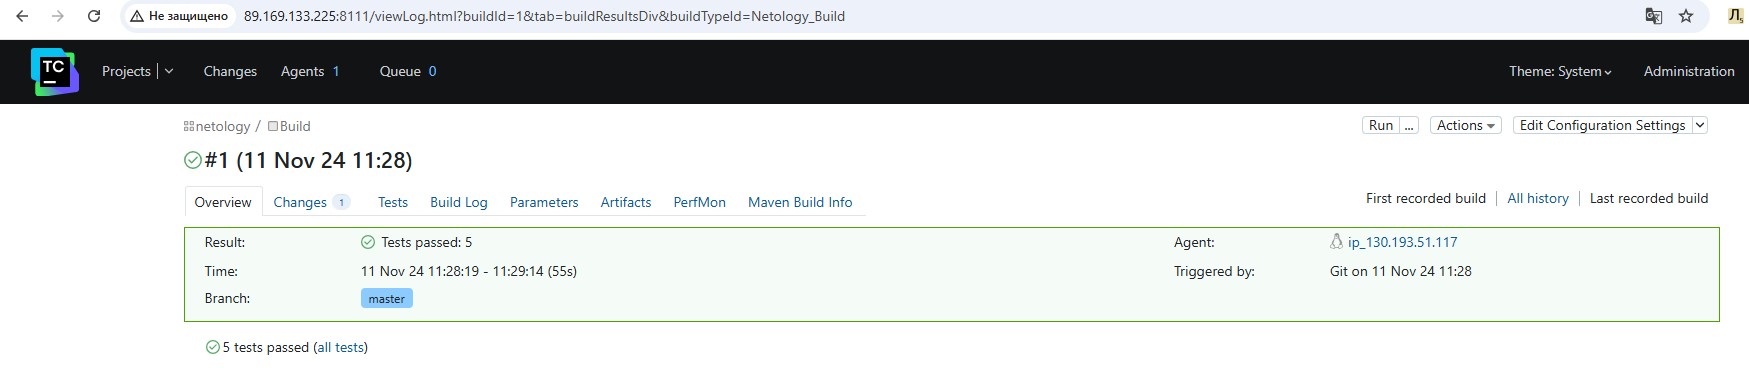 Не защищено 89.169.133.225:8111/viewLog.html?buildId=1&tab=buildResultsDiv&buildTypeId=Netology_Build
TC Projects Changes Agents 1 Queue 0 Theme: System Administration
netology / Build Run ... Actions Edit Configuration Settings
#1 (11 Nov 24 11:28)
Overview Changes 1 Tests Build Log Parameters Artifacts PerfMon Maven Build Info First recorded build All history Last recorded build
Result: Tests passed: 5 Agent: ip_130.193.51.117
Time: 11 Nov 24 11:28:19 - 11:29:14 (55s) Triggered by: Git on 11 Nov 24 11:28
Branch: master
5 tests passed (all tests)